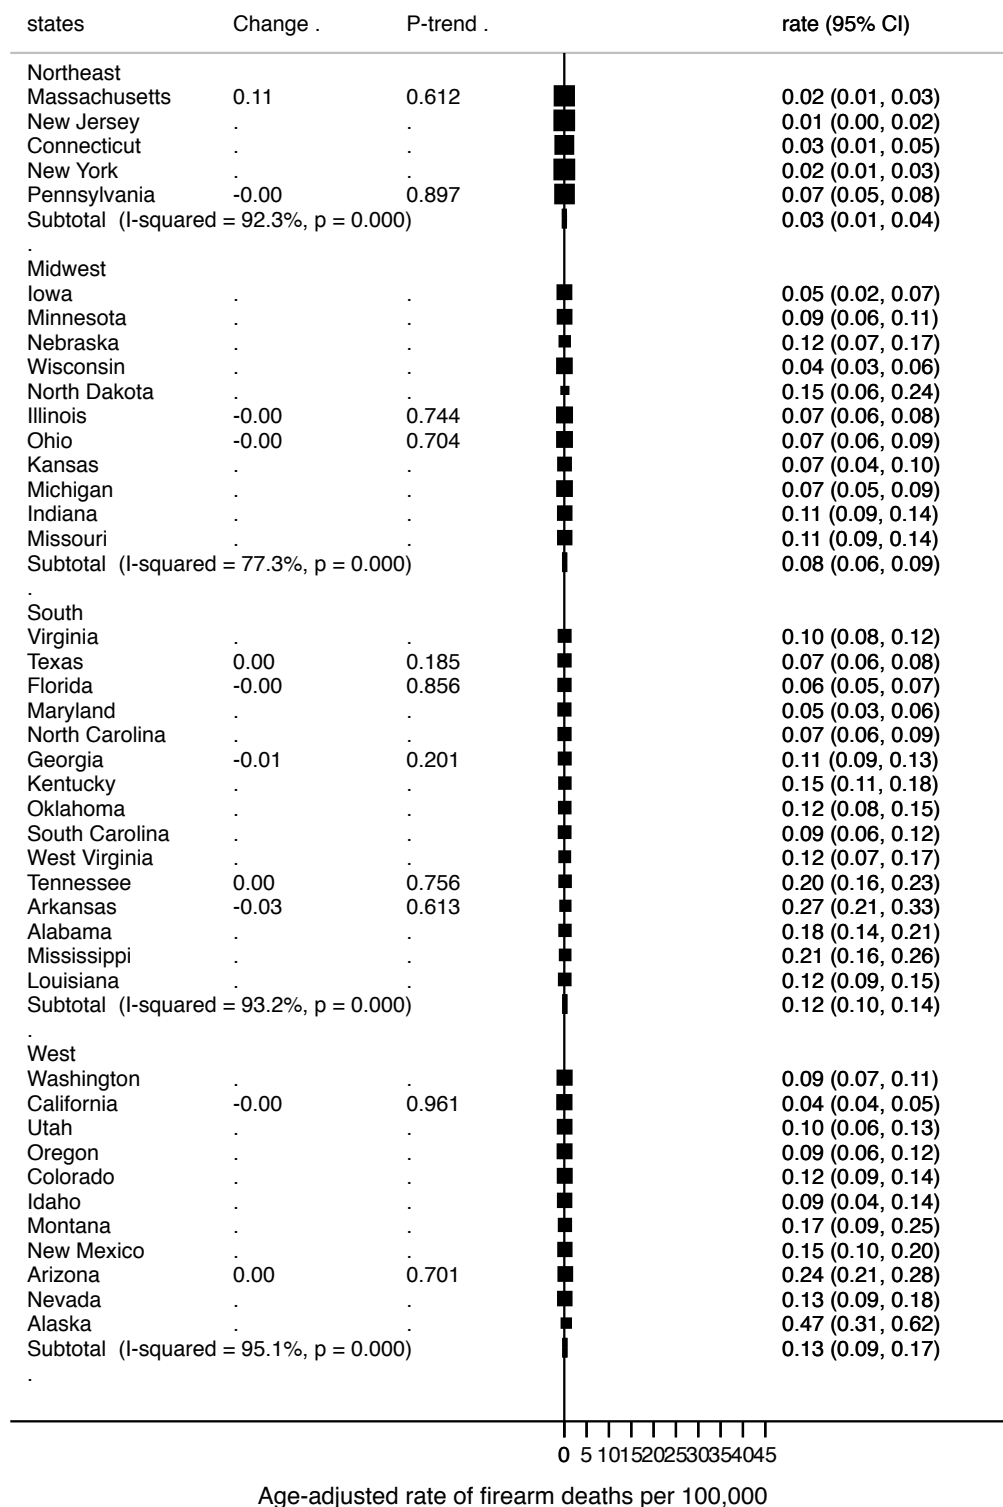 states Change . P-trend . rate (95% CI)
Northeast
Massachusetts 0.11 0.612 0.02 (0.01, 0.03)
New Jersey . . 0.01 (0.00, 0.02)
Connecticut . . 0.03 (0.01, 0.05)
New York . . 0.02 (0.01, 0.03)
Pennsylvania -0.00 0.897 0.07 (0.05, 0.08)
Subtotal (I-squared = 92.3%, p = 0.000) 0.03 (0.01, 0.04)
.
Midwest
Iowa . . 0.05 (0.02, 0.07)
Minnesota . . 0.09 (0.06, 0.11)
Nebraska . . 0.12 (0.07, 0.17)
Wisconsin . . 0.04 (0.03, 0.06)
North Dakota . . 0.15 (0.06, 0.24)
Illinois -0.00 0.744 0.07 (0.06, 0.08)
Ohio -0.00 0.704 0.07 (0.06, 0.09)
Kansas . . 0.07 (0.04, 0.10)
Michigan . . 0.07 (0.05, 0.09)
Indiana . . 0.11 (0.09, 0.14)
Missouri . . 0.11 (0.09, 0.14)
Subtotal (I-squared = 77.3%, p = 0.000) 0.08 (0.06, 0.09)
.
South
Virginia . . 0.10 (0.08, 0.12)
Texas 0.00 0.185 0.07 (0.06, 0.08)
Florida -0.00 0.856 0.06 (0.05, 0.07)
Maryland . . 0.05 (0.03, 0.06)
North Carolina . . 0.07 (0.06, 0.09)
Georgia -0.01 0.201 0.11 (0.09, 0.13)
Kentucky . . 0.15 (0.11, 0.18)
Oklahoma . . 0.12 (0.08, 0.15)
South Carolina . . 0.09 (0.06, 0.12)
West Virginia . . 0.12 (0.07, 0.17)
Tennessee 0.00 0.756 0.20 (0.16, 0.23)
Arkansas -0.03 0.613 0.27 (0.21, 0.33)
Alabama . . 0.18 (0.14, 0.21)
Mississippi . . 0.21 (0.16, 0.26)
Louisiana . . 0.12 (0.09, 0.15)
Subtotal (I-squared = 93.2%, p = 0.000) 0.12 (0.10, 0.14)
.
West
Washington . . 0.09 (0.07, 0.11)
California -0.00 0.961 0.04 (0.04, 0.05)
Utah . . 0.10 (0.06, 0.13)
Oregon . . 0.09 (0.06, 0.12)
Colorado . . 0.12 (0.09, 0.14)
Idaho . . 0.09 (0.04, 0.14)
Montana . . 0.17 (0.09, 0.25)
New Mexico . . 0.15 (0.10, 0.20)
Arizona 0.00 0.701 0.24 (0.21, 0.28)
Nevada . . 0.13 (0.09, 0.18)
Alaska . . 0.47 (0.31, 0.62)
Subtotal (I-squared = 95.1%, p = 0.000) 0.13 (0.09, 0.17)
.
0 5 10 15 20 25 30 35 40 45
Age-adjusted rate of firearm deaths per 100,000